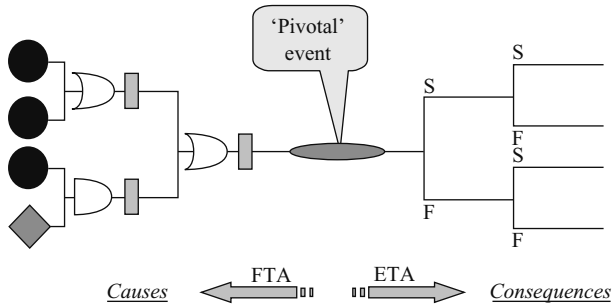 ‘Pivotal’
event
S
S
F
S
F
F
FTA
ETA
Causes
Consequences